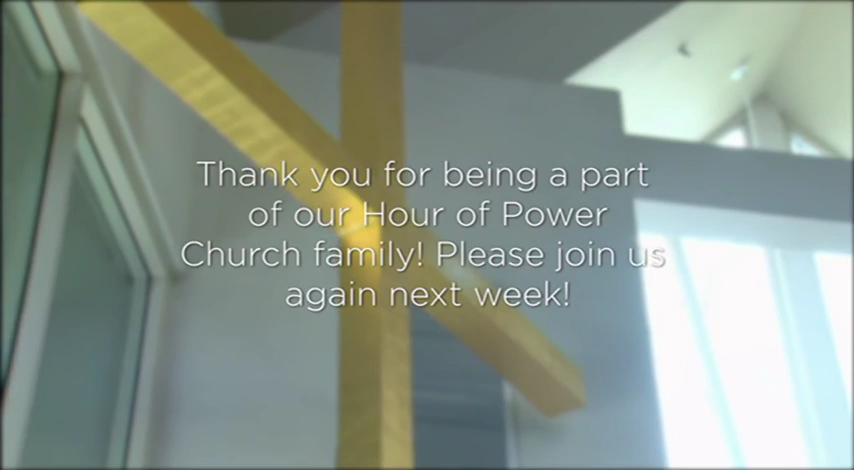 Thank you for being a part
of our Hour of Power
Church family! Please join us
again next week!